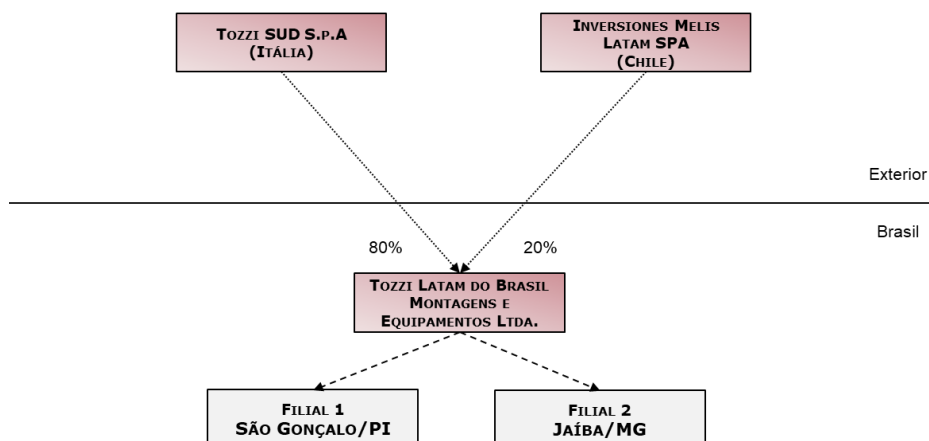 Tozzi SUD S.p.A
(Itália)
Inversiones Melis
Latam SPA
(Chile)
Exterior
Brasil
80%
20%
Tozzi Latam do Brasil
Montagens e
Equipamentos Ltda.
Filial 1
São Gonçalo/PI
Filial 2
Jaíba/MG